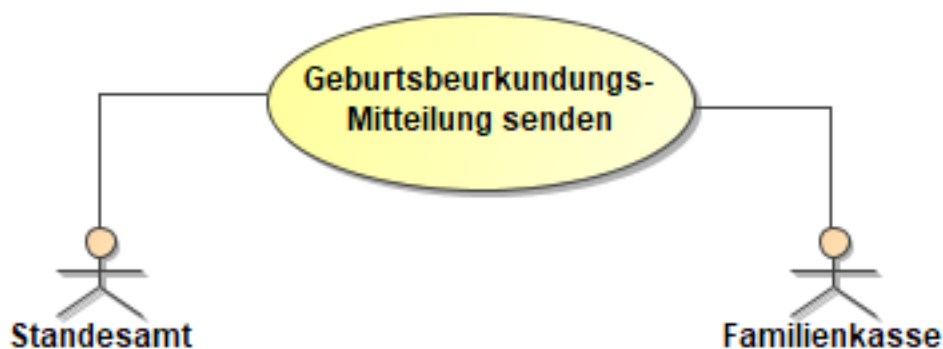 Geburtsbeurkundungs-
Mitteilung senden
Standesamt
Familienkasse